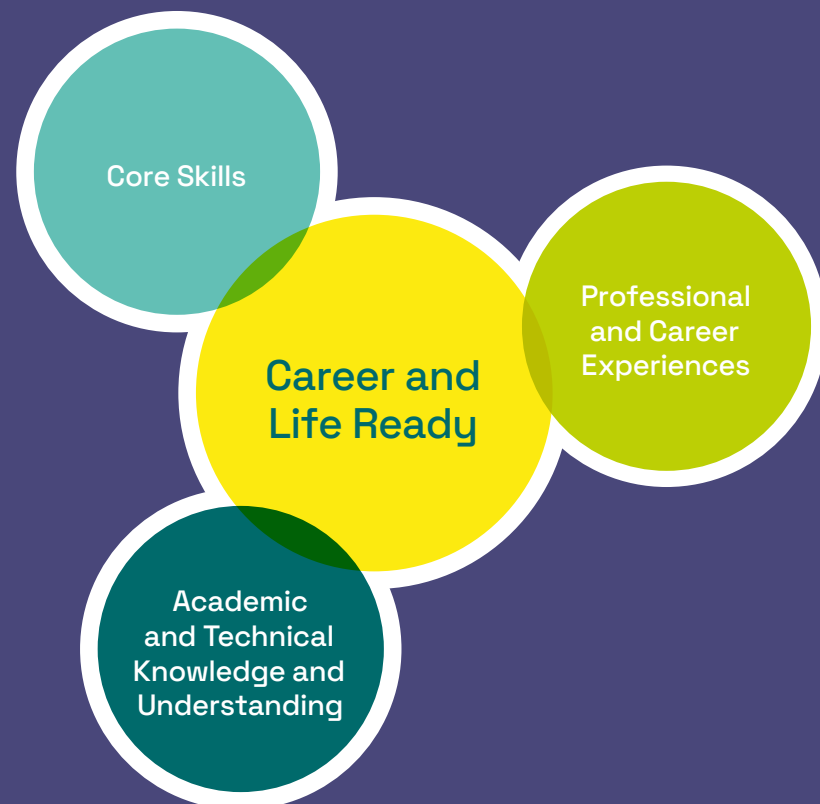 Core Skills
Career and
Life Ready
Professional
and Career
Experiences
Academic
and Technical
Knowledge and
Understanding